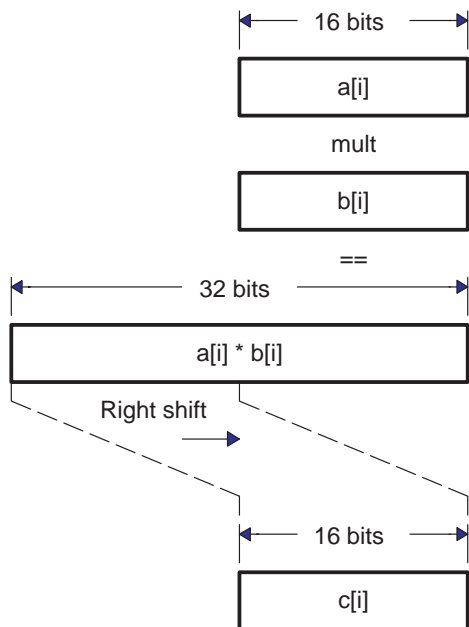 16 bits
a[i]
mult
b[i]
==
32 bits
a[i] * b[i]
Right shift
16 bits
c[i]